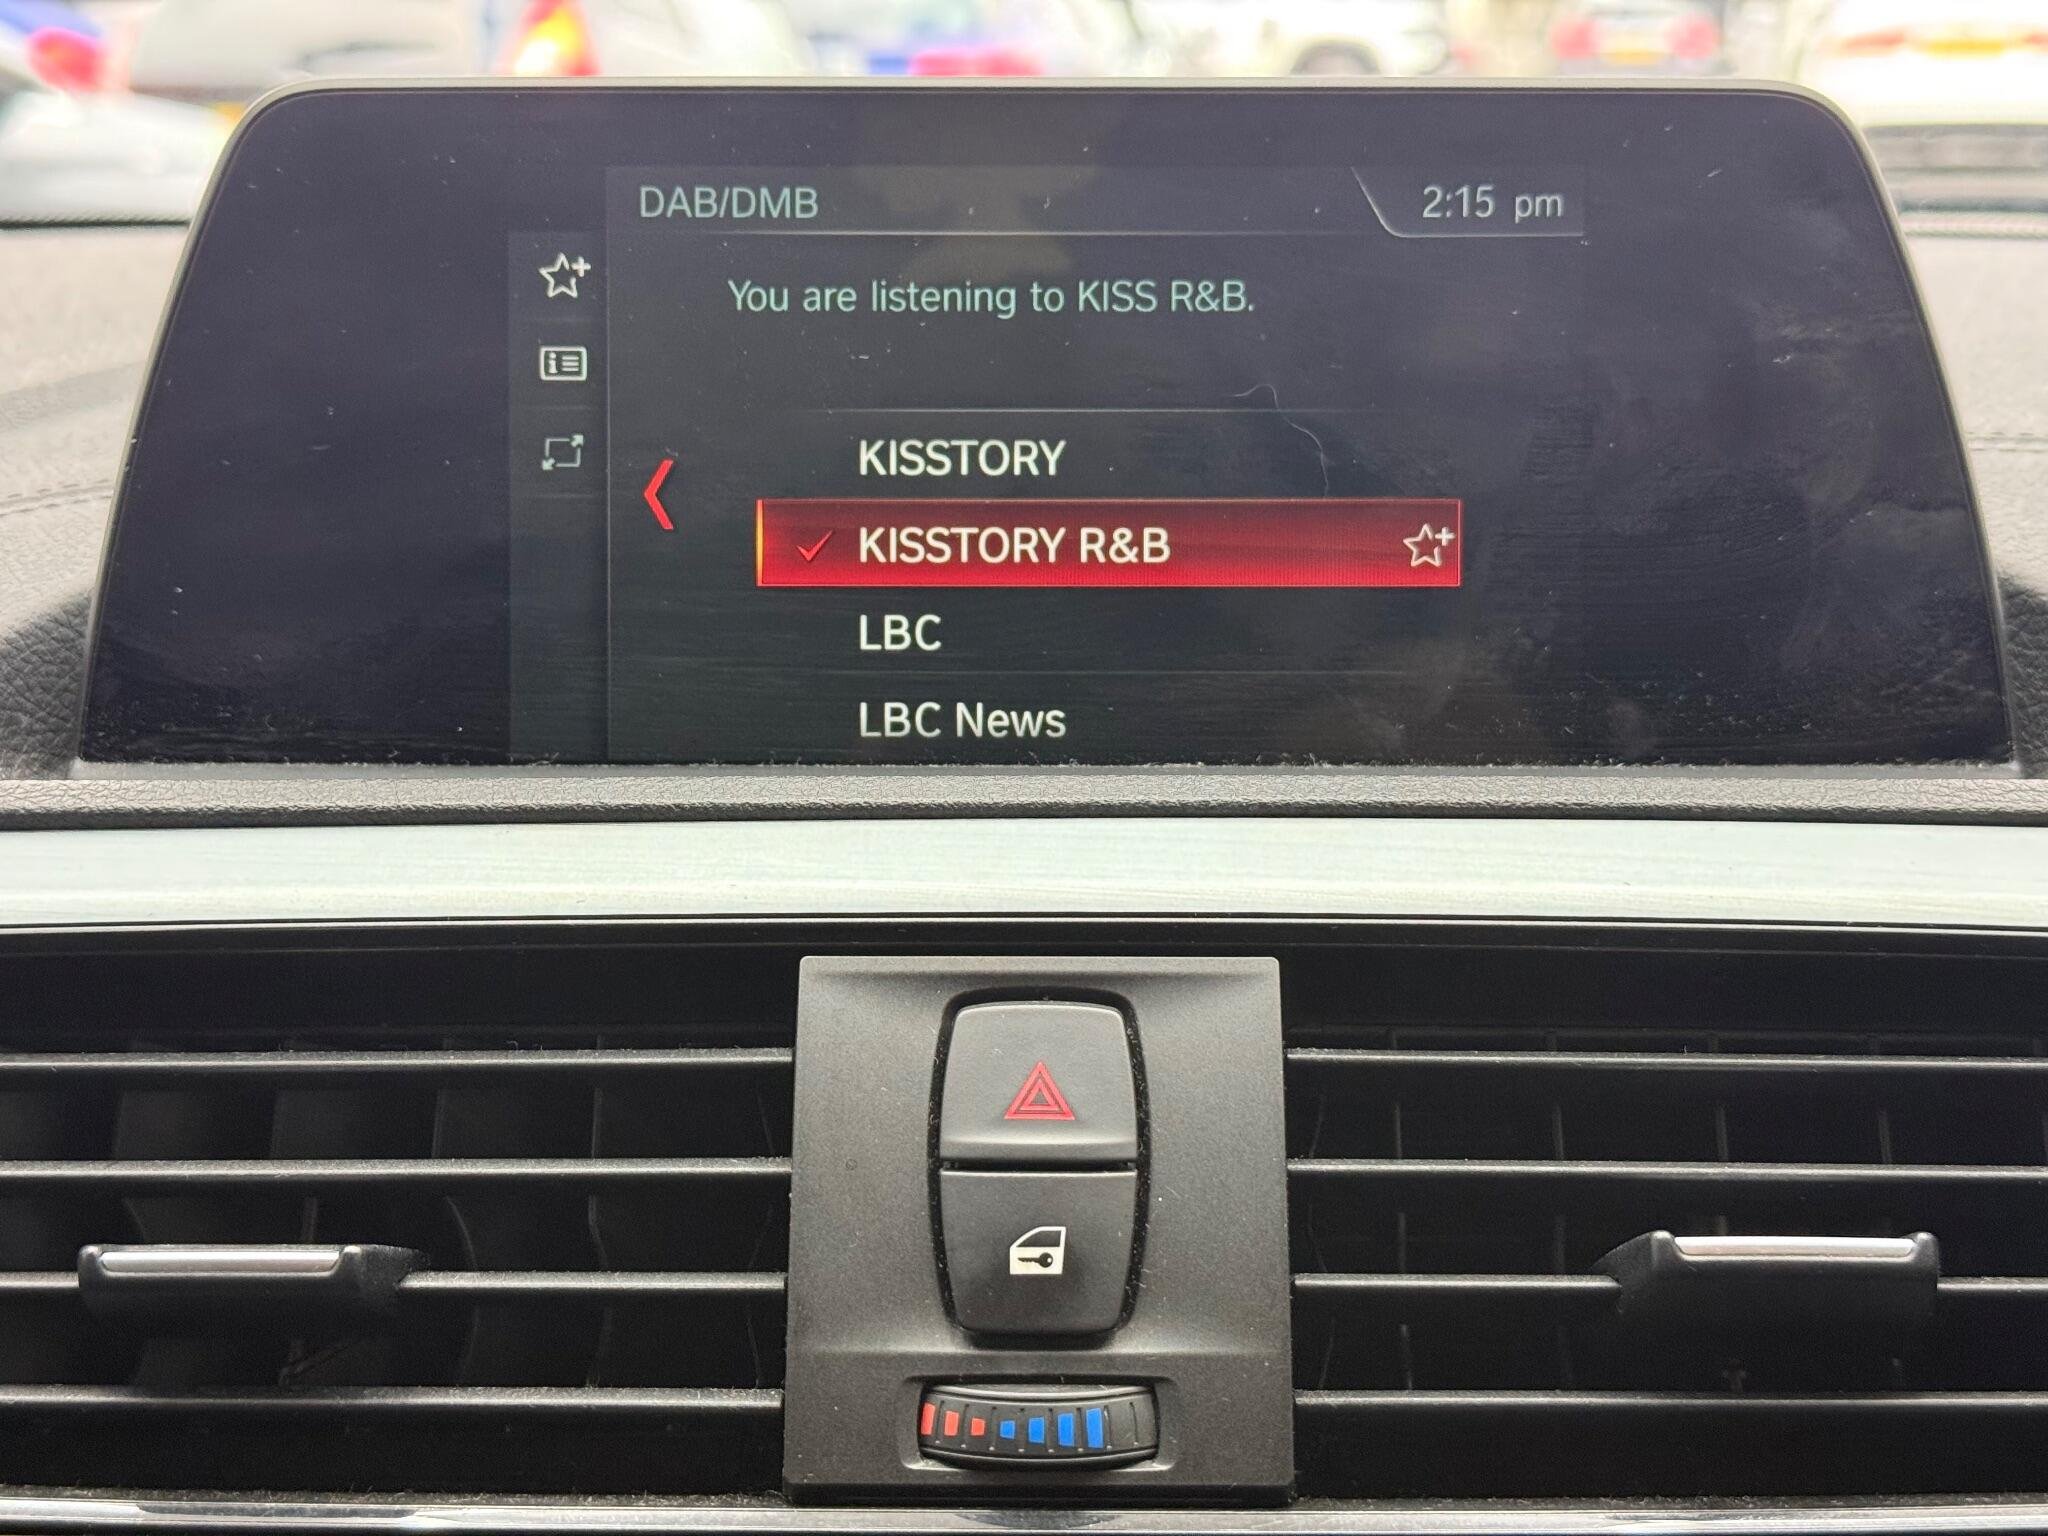 DAB/DMB
2:15 pm
You are listening to KISS R&B.
KISSTORY
KISSTORY R&B
LBC
LBC News